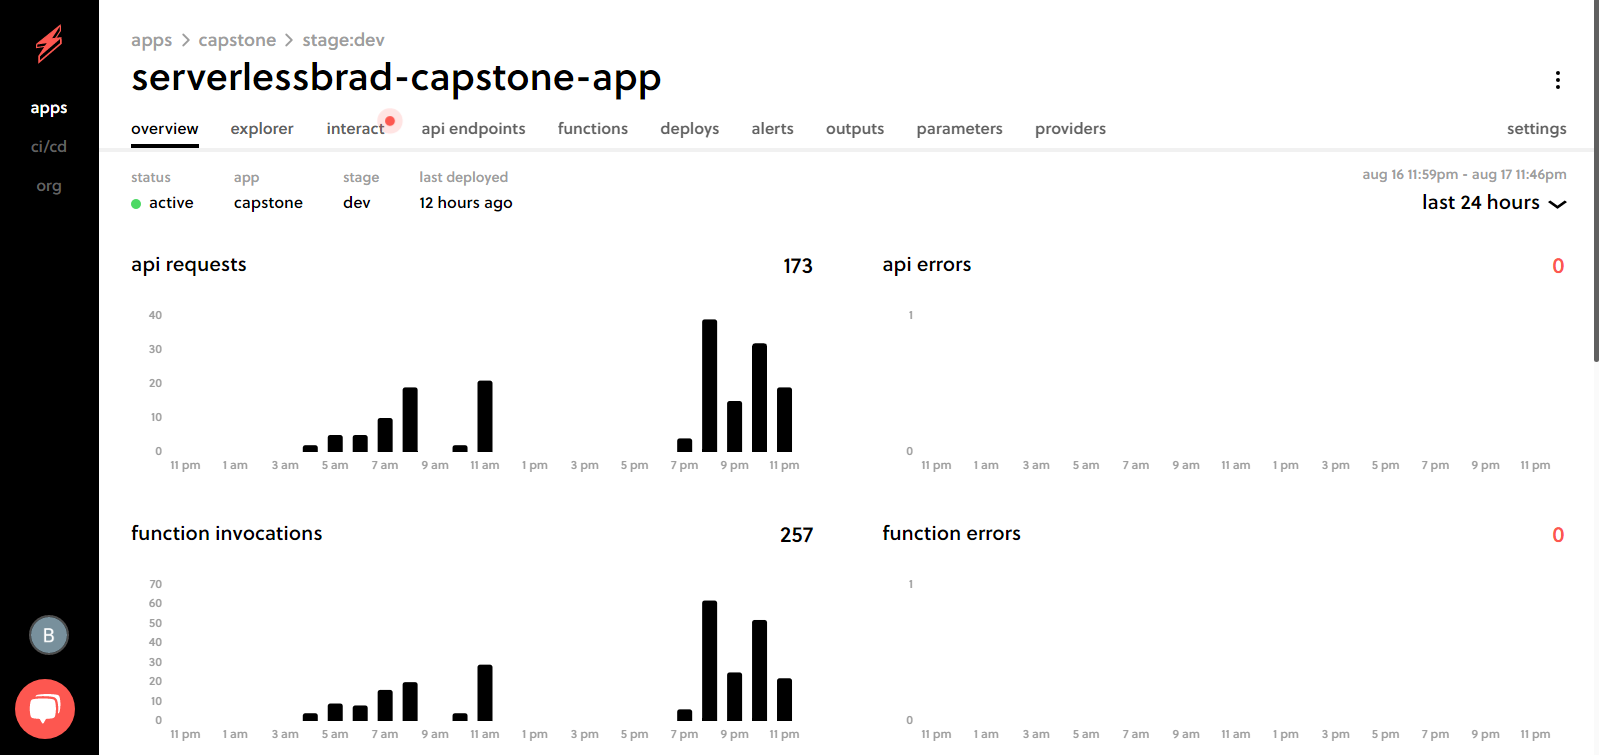 apps > capstone > stage:dev
serverlessbrad-capstone-app
apps
ci/cd
org
overview explorer interact api endpoints functions deploys alerts outputs parameters providers settings
status app stage last deployed
active capstone dev 12 hours ago
aug 16 11:59pm - aug 17 11:46pm
last 24 hours
api requests 173
40
30
20
10
0
11 pm 1 am 3 am 5 am 7 am 9 am 11 am 1 pm 3 pm 5 pm 7 pm 9 pm 11 pm
api errors 0
1
0
11 pm 1 am 3 am 5 am 7 am 9 am 11 am 1 pm 3 pm 5 pm 7 pm 9 pm 11 pm
function invocations 257
70
60
50
40
30
20
10
0
11 pm 1 am 3 am 5 am 7 am 9 am 11 am 1 pm 3 pm 5 pm 7 pm 9 pm 11 pm
function errors 0
1
0
11 pm 1 am 3 am 5 am 7 am 9 am 11 am 1 pm 3 pm 5 pm 7 pm 9 pm 11 pm
B